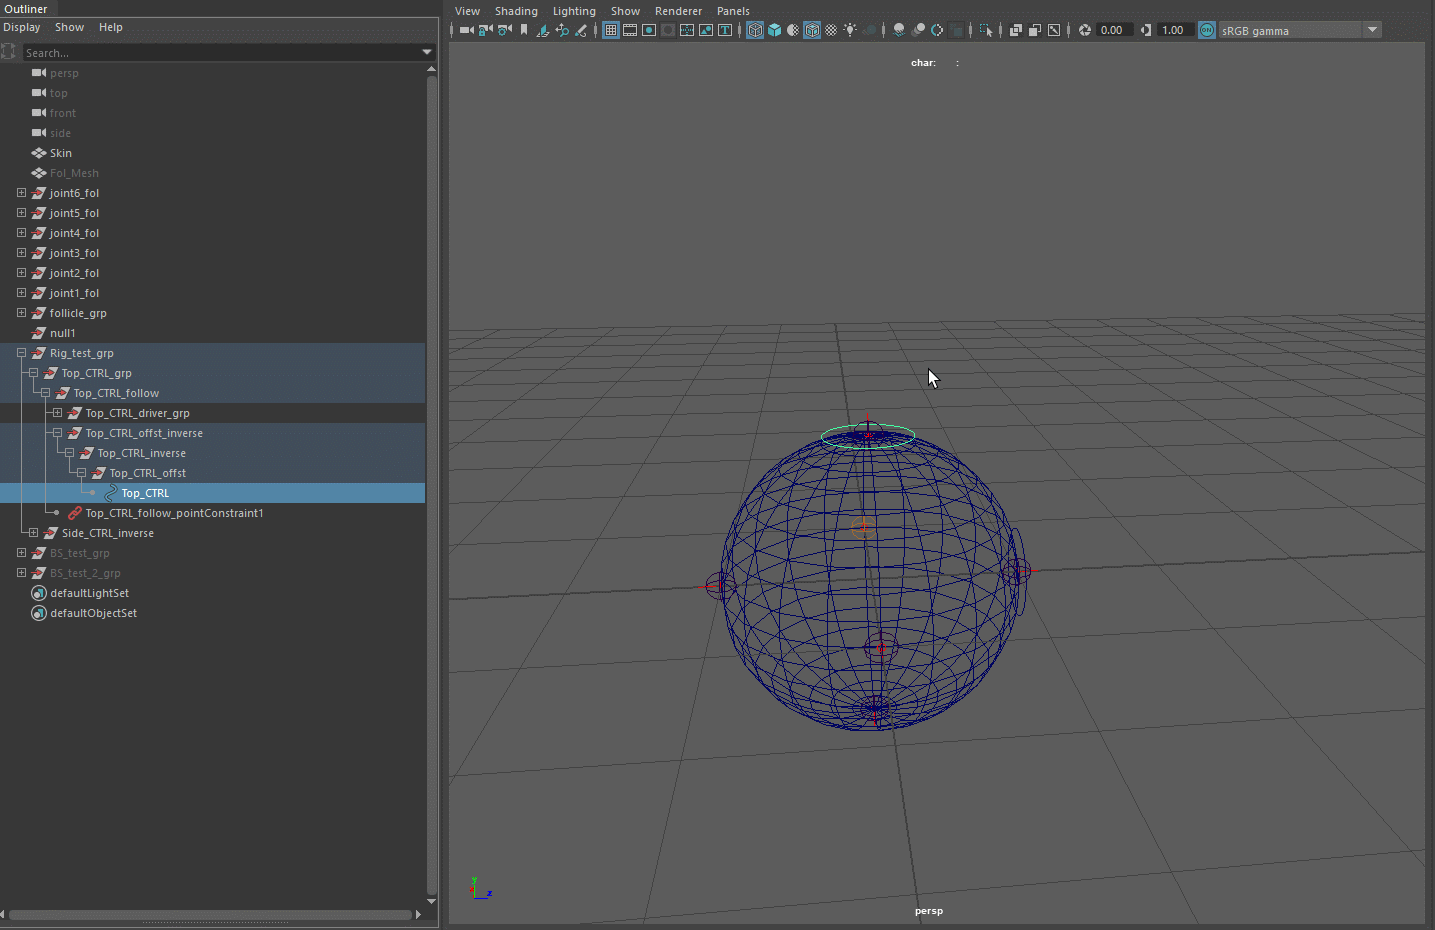 Outliner
Display Show Help
Search...
persp
top
front
side
Skin
Fol_Mesh
joint6_fol
joint5_fol
joint4_fol
joint3_fol
joint2_fol
joint1_fol
follicle_grp
null1
Rig_test_grp
Top_CTRL_grp
Top_CTRL_follow
Top_CTRL_driver_grp
Top_CTRL_offst_inverse
Top_CTRL_inverse
Top_CTRL_offst
Top_CTRL
Top_CTRL_follow_pointConstraint1
Side_CTRL_inverse
BS_test_grp
BS_test_2_grp
defaultLightSet
defaultObjectSet
View Shading Lighting Show Renderer Panels
0.00 1.00 ON sRGB gamma
char: :
y
z
persp